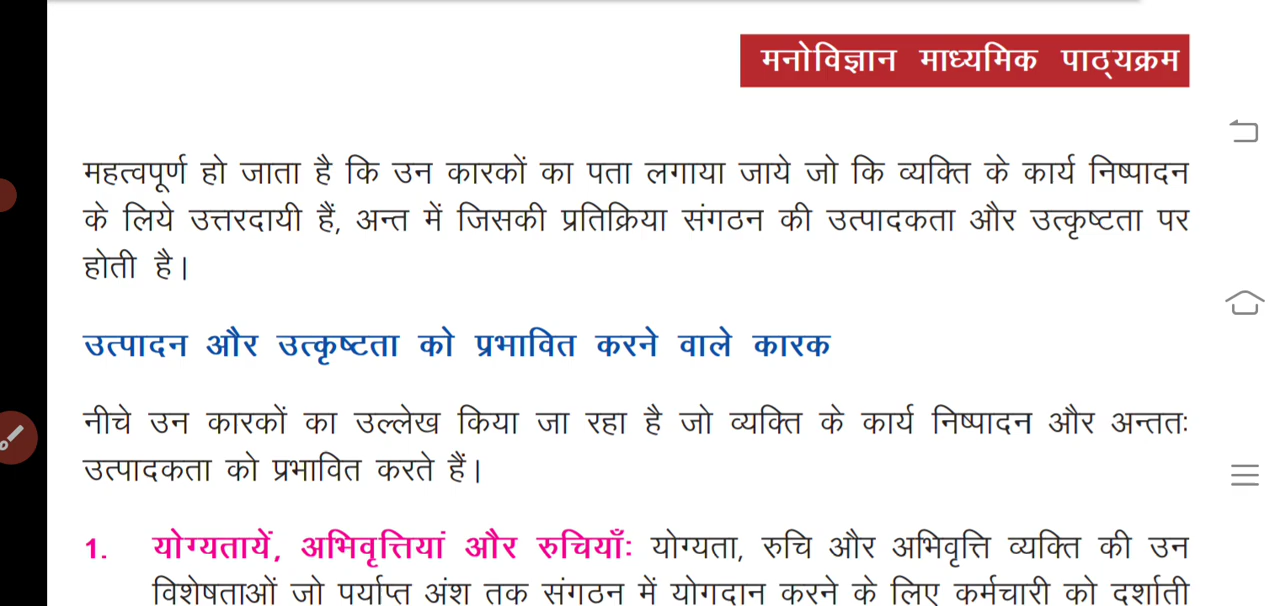 मनोविज्ञान माध्यमिक पाठ्यक्रम
महत्वपूर्ण हो जाता है कि उन कारकों का पता लगाया जाये जो कि व्यक्ति के कार्य निष्पादन
के लिये उत्तरदायी हैं, अन्त में जिसकी प्रतिक्रिया संगठन की उत्पादकता और उत्कृष्टता पर
होती है।
उत्पादन और उत्कृष्टता को प्रभावित करने वाले कारक
नीचे उन कारकों का उल्लेख किया जा रहा है जो व्यक्ति के कार्य निष्पादन और अन्ततः
उत्पादकता को प्रभावित करते हैं।
1. योग्यतायें, अभिवृत्तियां और रुचियाँः योग्यता, रुचि और अभिवृत्ति व्यक्ति की उन
विशेषताओं जो पर्याप्त अंश तक संगठन में योगदान करने के लिए कर्मचारी को दर्शाती